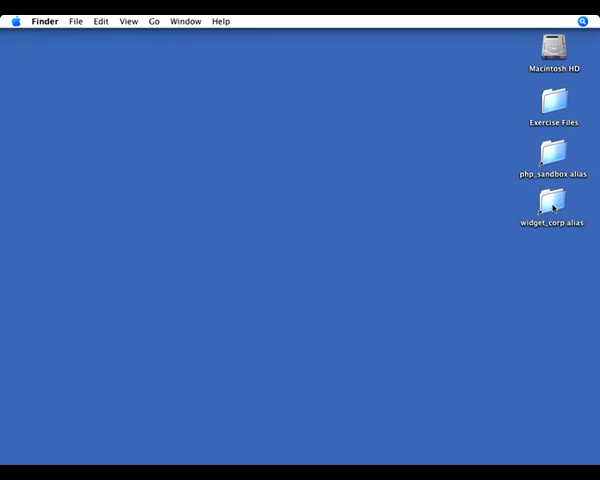 Finder File Edit View Go Window Help
Macintosh HD
Exercise Files
php_sandbox alias
widget_corp alias